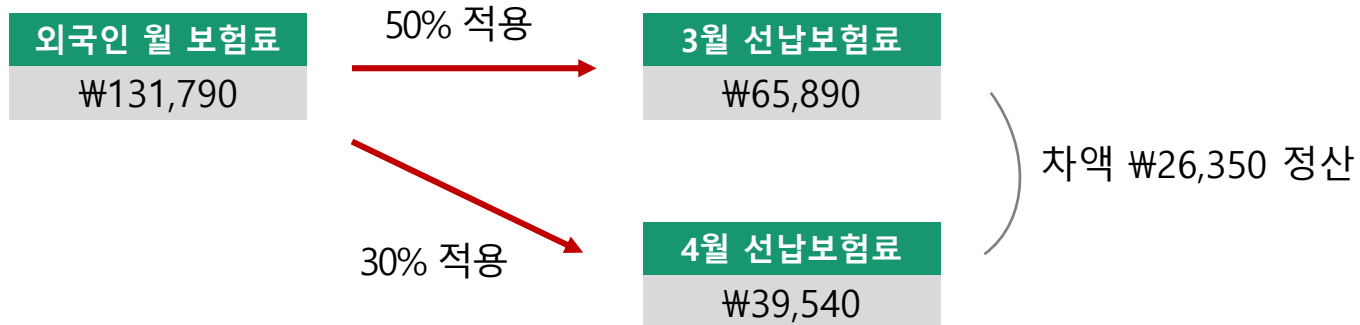 50% 적용
외국인 월 보험료
3월 선납보험료
₩131,790
₩65,890
차액 ₩26,350 정산
30% 적용
4월 선납보험료
₩39,540